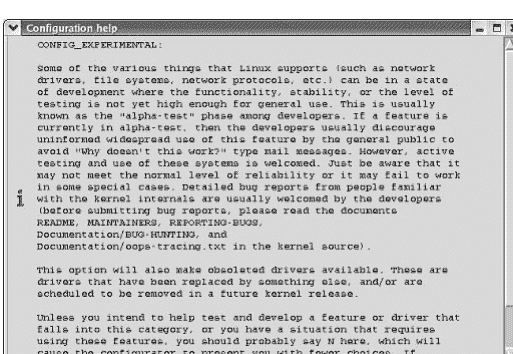 Configuration help
CONFIG_EXPERIMENTAL:
Some of the various things that Linux supports (such as network
drivers, file systems, network protocols, etc.) can be in a state
of development where the functionality, stability, or the level of
testing is not yet high enough for general use. This is usually
known as the "alpha-test" phase among developers. If a feature is
currently in alpha-test, then the developers usually discourage
uninformed widespread use of this feature by the general public to
avoid "Why doesn't this work?" type mail messages. However, active
testing and use of these systems is welcomed. Just be aware that it
may not meet the normal level of reliability or it may fail to work
in some special cases. Detailed bug reports from people familiar
with the kernel internals are usually welcomed by the developers
(before submitting bug reports, please read the documents
README, MAINTAINERS, REPORTING-BUGS,
Documentation/BUG-HUNTING, and
Documentation/oops-tracing.txt in the kernel source).
This option will also make obsoleted drivers available. These are
drivers that have been replaced by something else, and/or are
scheduled to be removed in a future kernel release.
Unless you intend to help test and develop a feature or driver that
falls into this category, or you have a situation that requires
using these features, you should probably say N here, which will
cause the configurator to present you with fewer choices. If